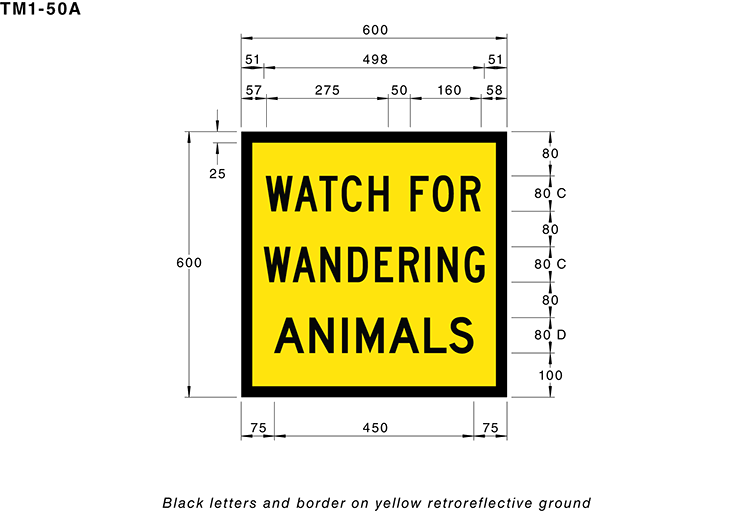 TM1-50A
600
51 498 51
57 275 50 160 58
25
80
WATCH FOR
80 C
80
600
WANDERING
80 C
80
ANIMALS
80 D
100
75 450 75
Black letters and border on yellow retroreflective ground